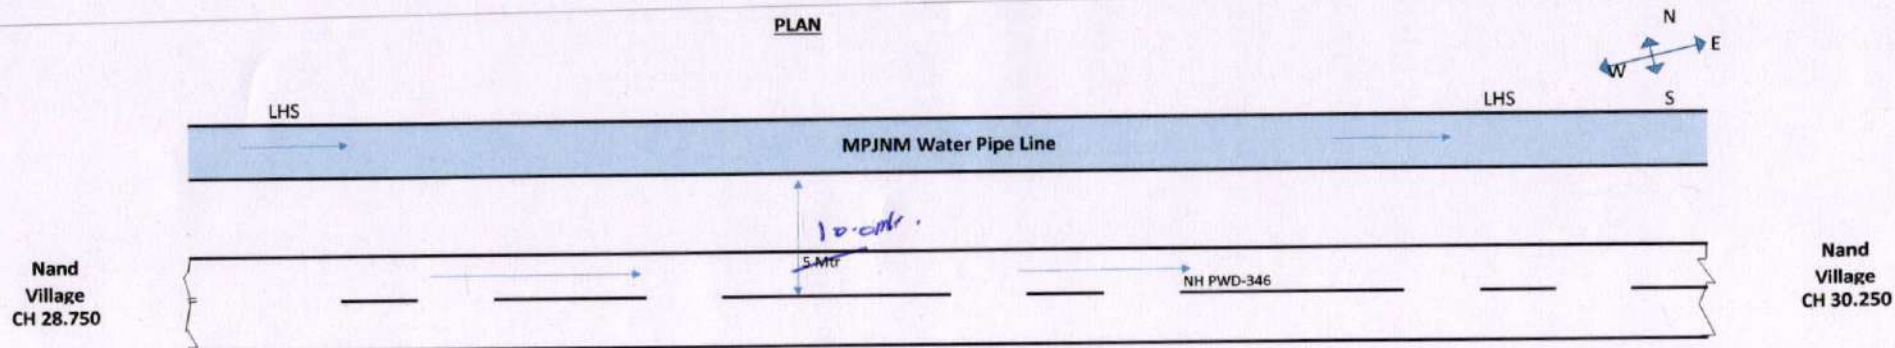 PLAN
N
E
W
S
LHS
LHS
MPJNM Water Pipe Line
10.0mtr.
5 Mtr
NH PWD-346
Nand
Village
CH 28.750
Nand
Village
CH 30.250